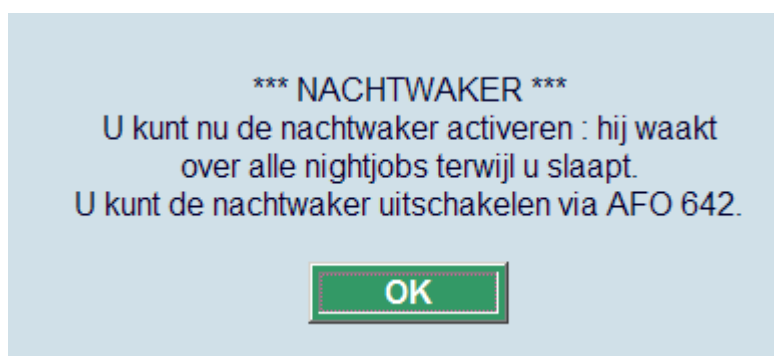 *** NACHTWAKER ***
U kunt nu de nachtwaker activeren : hij waakt
over alle nightjobs terwijl u slaapt.
U kunt de nachtwaker uitschakelen via AFO 642.
OK